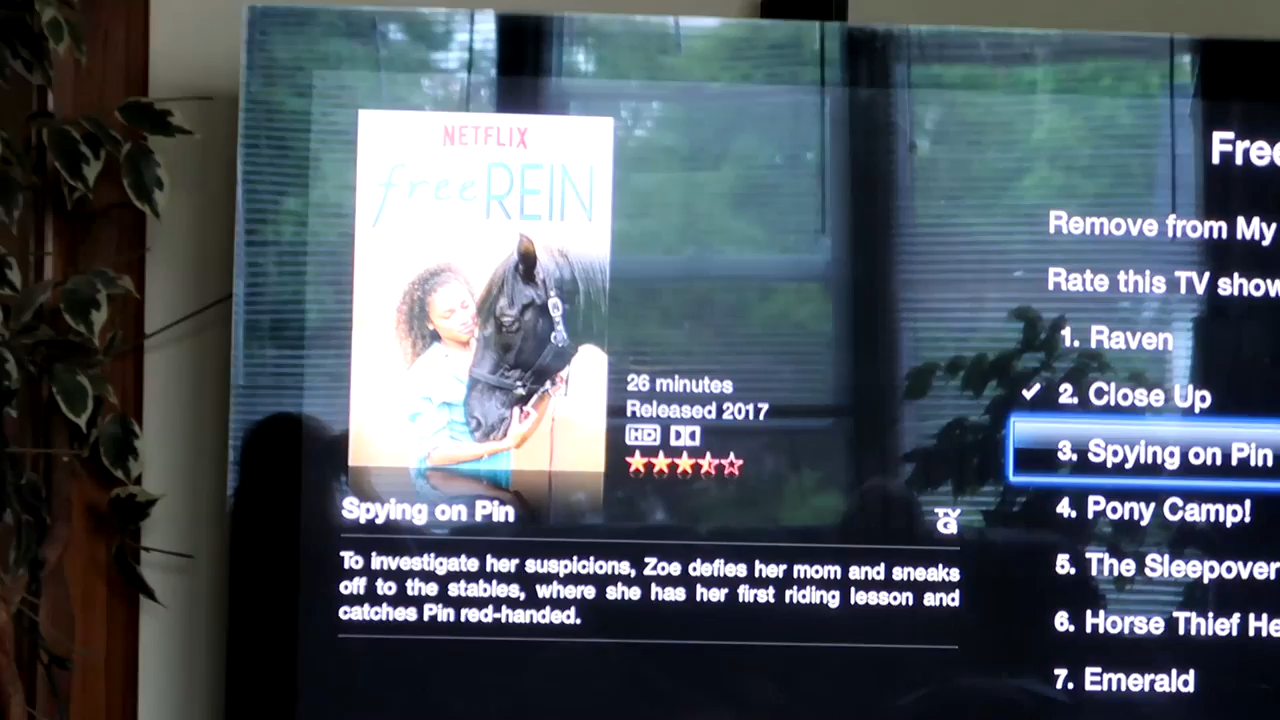 NETFLIX
free REIN
26 minutes
Released 2017
HD
Spying on Pin
TV
G
To investigate her suspicions, Zoe defies her mom and sneaks
off to the stables, where she has her first riding lesson and
catches Pin red-handed.
Free
Remove from My
Rate this TV show
1. Raven
✓ 2. Close Up
3. Spying on Pin
4. Pony Camp!
5. The Sleepover
6. Horse Thief He
7. Emerald